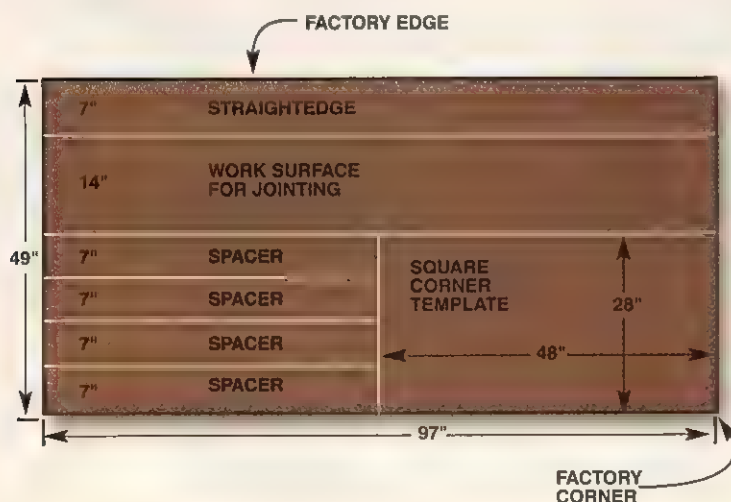 FACTORY EDGE
7" STRAIGHTEDGE
14" WORK SURFACE
FOR JOINTING
49"
7" SPACER
7" SPACER
7" SPACER
7" SPACER
SQUARE
CORNER
TEMPLATE
28"
48"
97"
FACTORY
CORNER